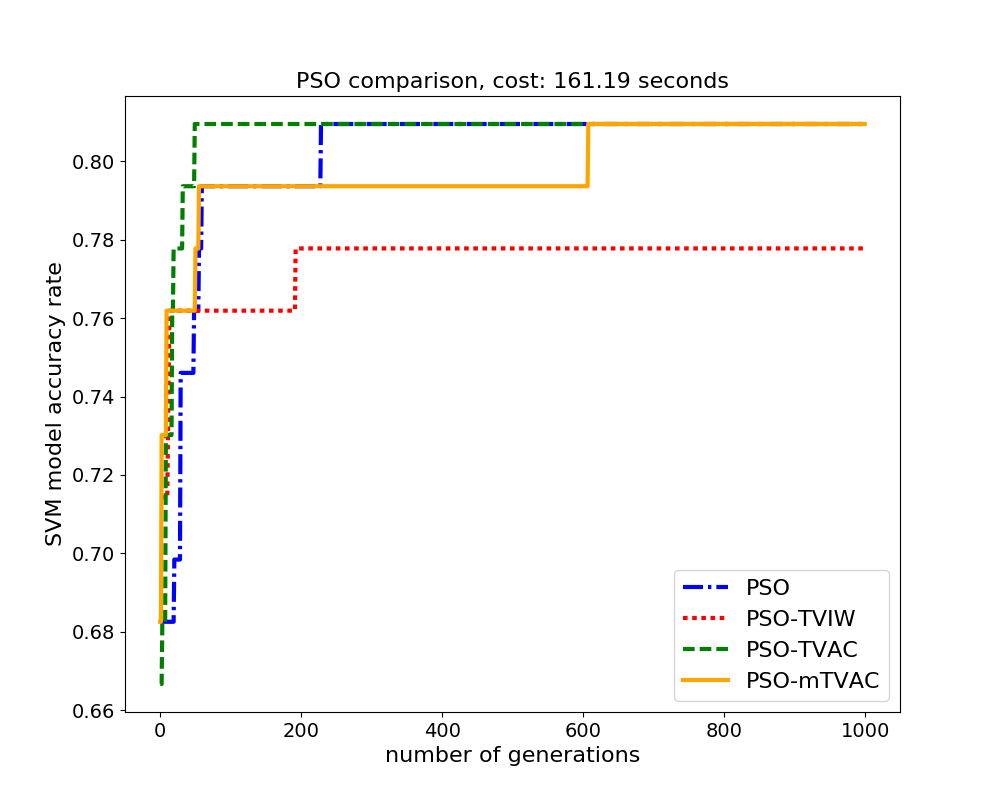 PSO comparison, cost: 161.19 seconds
SVM model accuracy rate
0.80
0.78
0.76
0.74
0.72
0.70
0.68
0.66
0 200 400 600 800 1000
number of generations
PSO
PSO-TVIW
PSO-TVAC
PSO-mTVAC